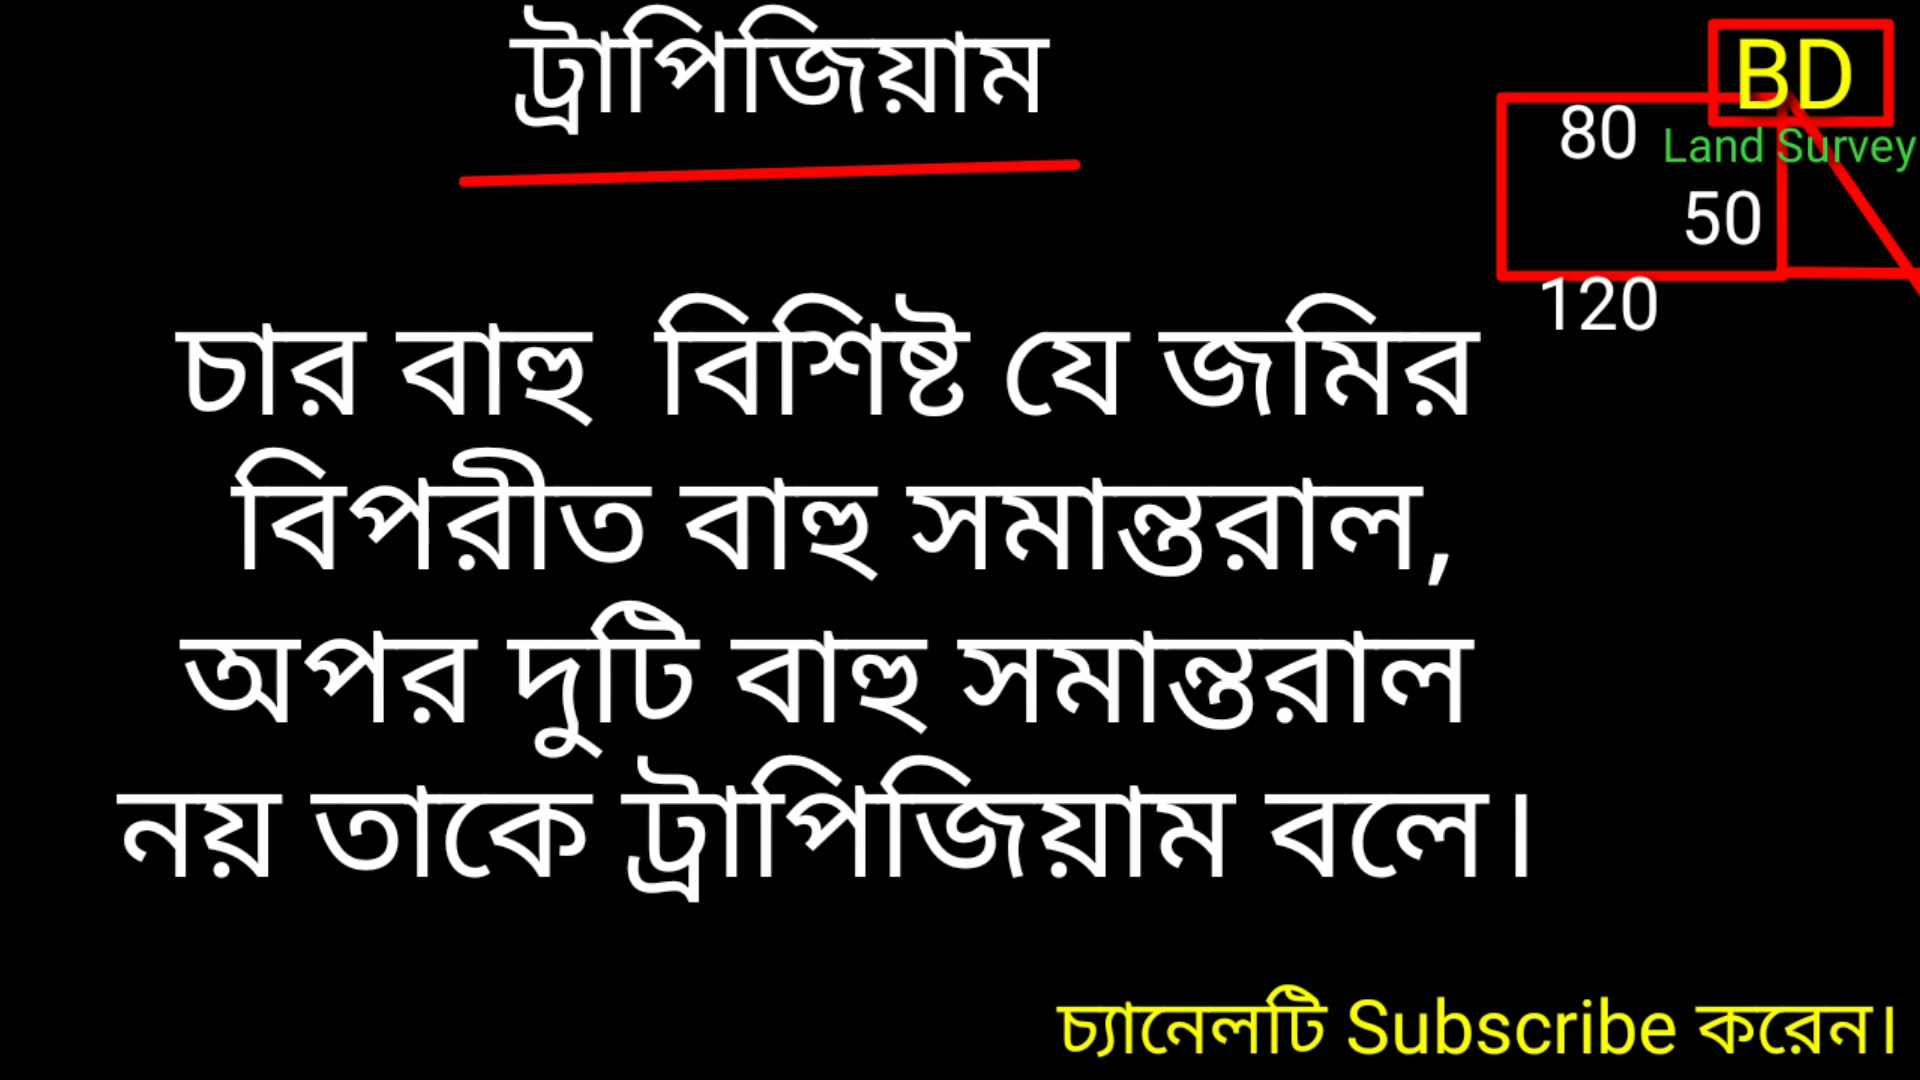 ট্রাপিজিয়াম
BD
80
Land Survey
50
120
চার বাহু বিশিষ্ট যে জমির
বিপরীত বাহু সমান্তরাল,
অপর দুটি বাহু সমান্তরাল
নয় তাকে ট্রাপিজিয়াম বলে।
চ্যানেলটি Subscribe করেন।